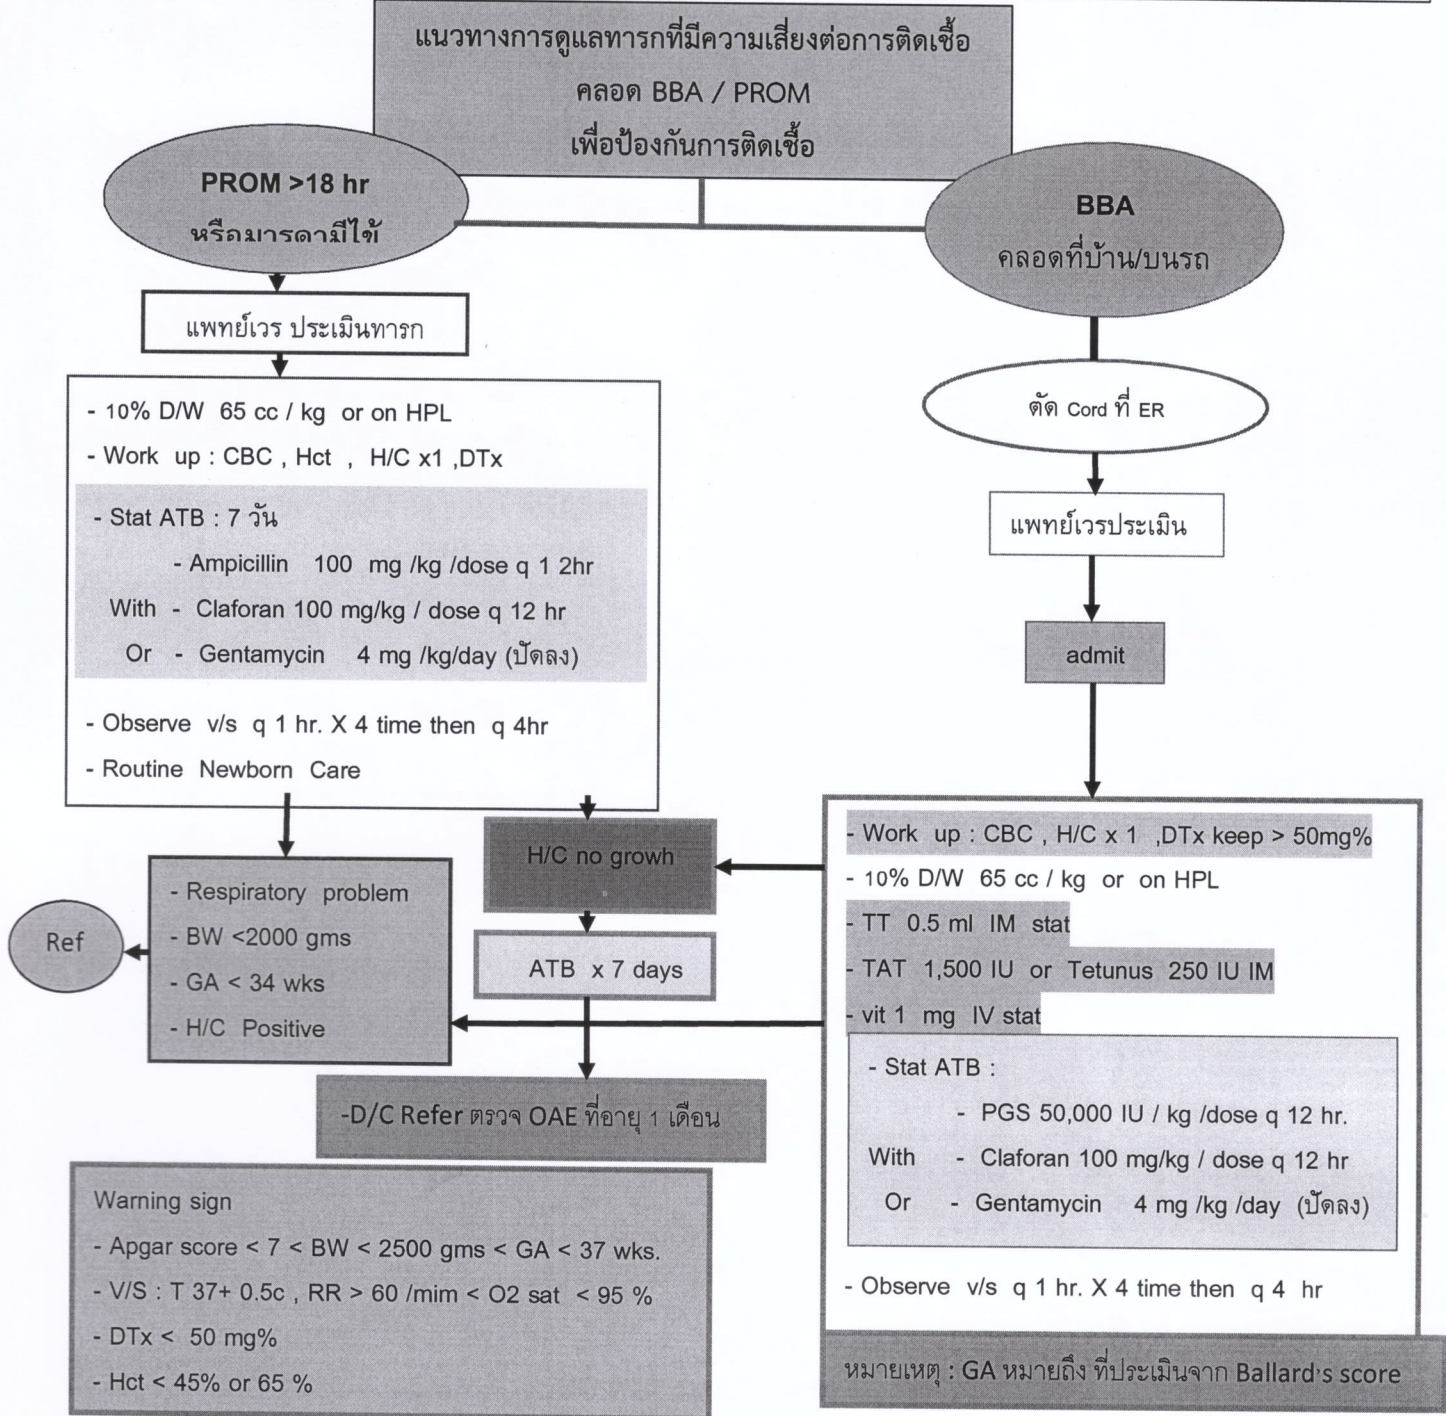 แนวทางการดูแลทารกที่มีความเสี่ยงต่อการติดเชื้อ
คลอด BBA / PROM
เพื่อป้องกันการติดเชื้อ
PROM >18 hr
หรือมารดามีไข้
แพทย์เวร ประเมินทารก
- 10% D/W 65 cc / kg or on HPL
- Work up : CBC , Hct , H/C x1 ,DTx
- Stat ATB : 7 วัน
- Ampicillin 100 mg /kg /dose q 1 2hr
With - Claforan 100 mg/kg / dose q 12 hr
Or - Gentamycin 4 mg /kg/day (ปัดลง)
- Observe v/s q 1 hr. X 4 time then q 4hr
- Routine Newborn Care
BBA
คลอดที่บ้าน/บนรถ
ตัด Cord ที่ ER
แพทย์เวรประเมิน
admit
- Work up : CBC , H/C x 1 ,DTx keep > 50mg%
- 10% D/W 65 cc / kg or on HPL
- TT 0.5 ml IM stat
- TAT 1,500 IU or Tetunus 250 IU IM
- vit 1 mg IV stat
- Stat ATB :
- PGS 50,000 IU / kg /dose q 12 hr.
With - Claforan 100 mg/kg / dose q 12 hr
Or - Gentamycin 4 mg /kg /day (ปัดลง)
- Observe v/s q 1 hr. X 4 time then q 4 hr
หมายเหตุ : GA หมายถึง ที่ประเมินจาก Ballard's score
H/C no growh
ATB x 7 days
- Respiratory problem
- BW <2000 gms
- GA < 34 wks
- H/C Positive
Ref
-D/C Refer ตรวจ OAE ที่อายุ 1 เดือน
Warning sign
- Apgar score < 7 < BW < 2500 gms < GA < 37 wks.
- V/S : T 37+ 0.5c , RR > 60 /mim < O2 sat < 95 %
- DTx < 50 mg%
- Hct < 45% or 65 %